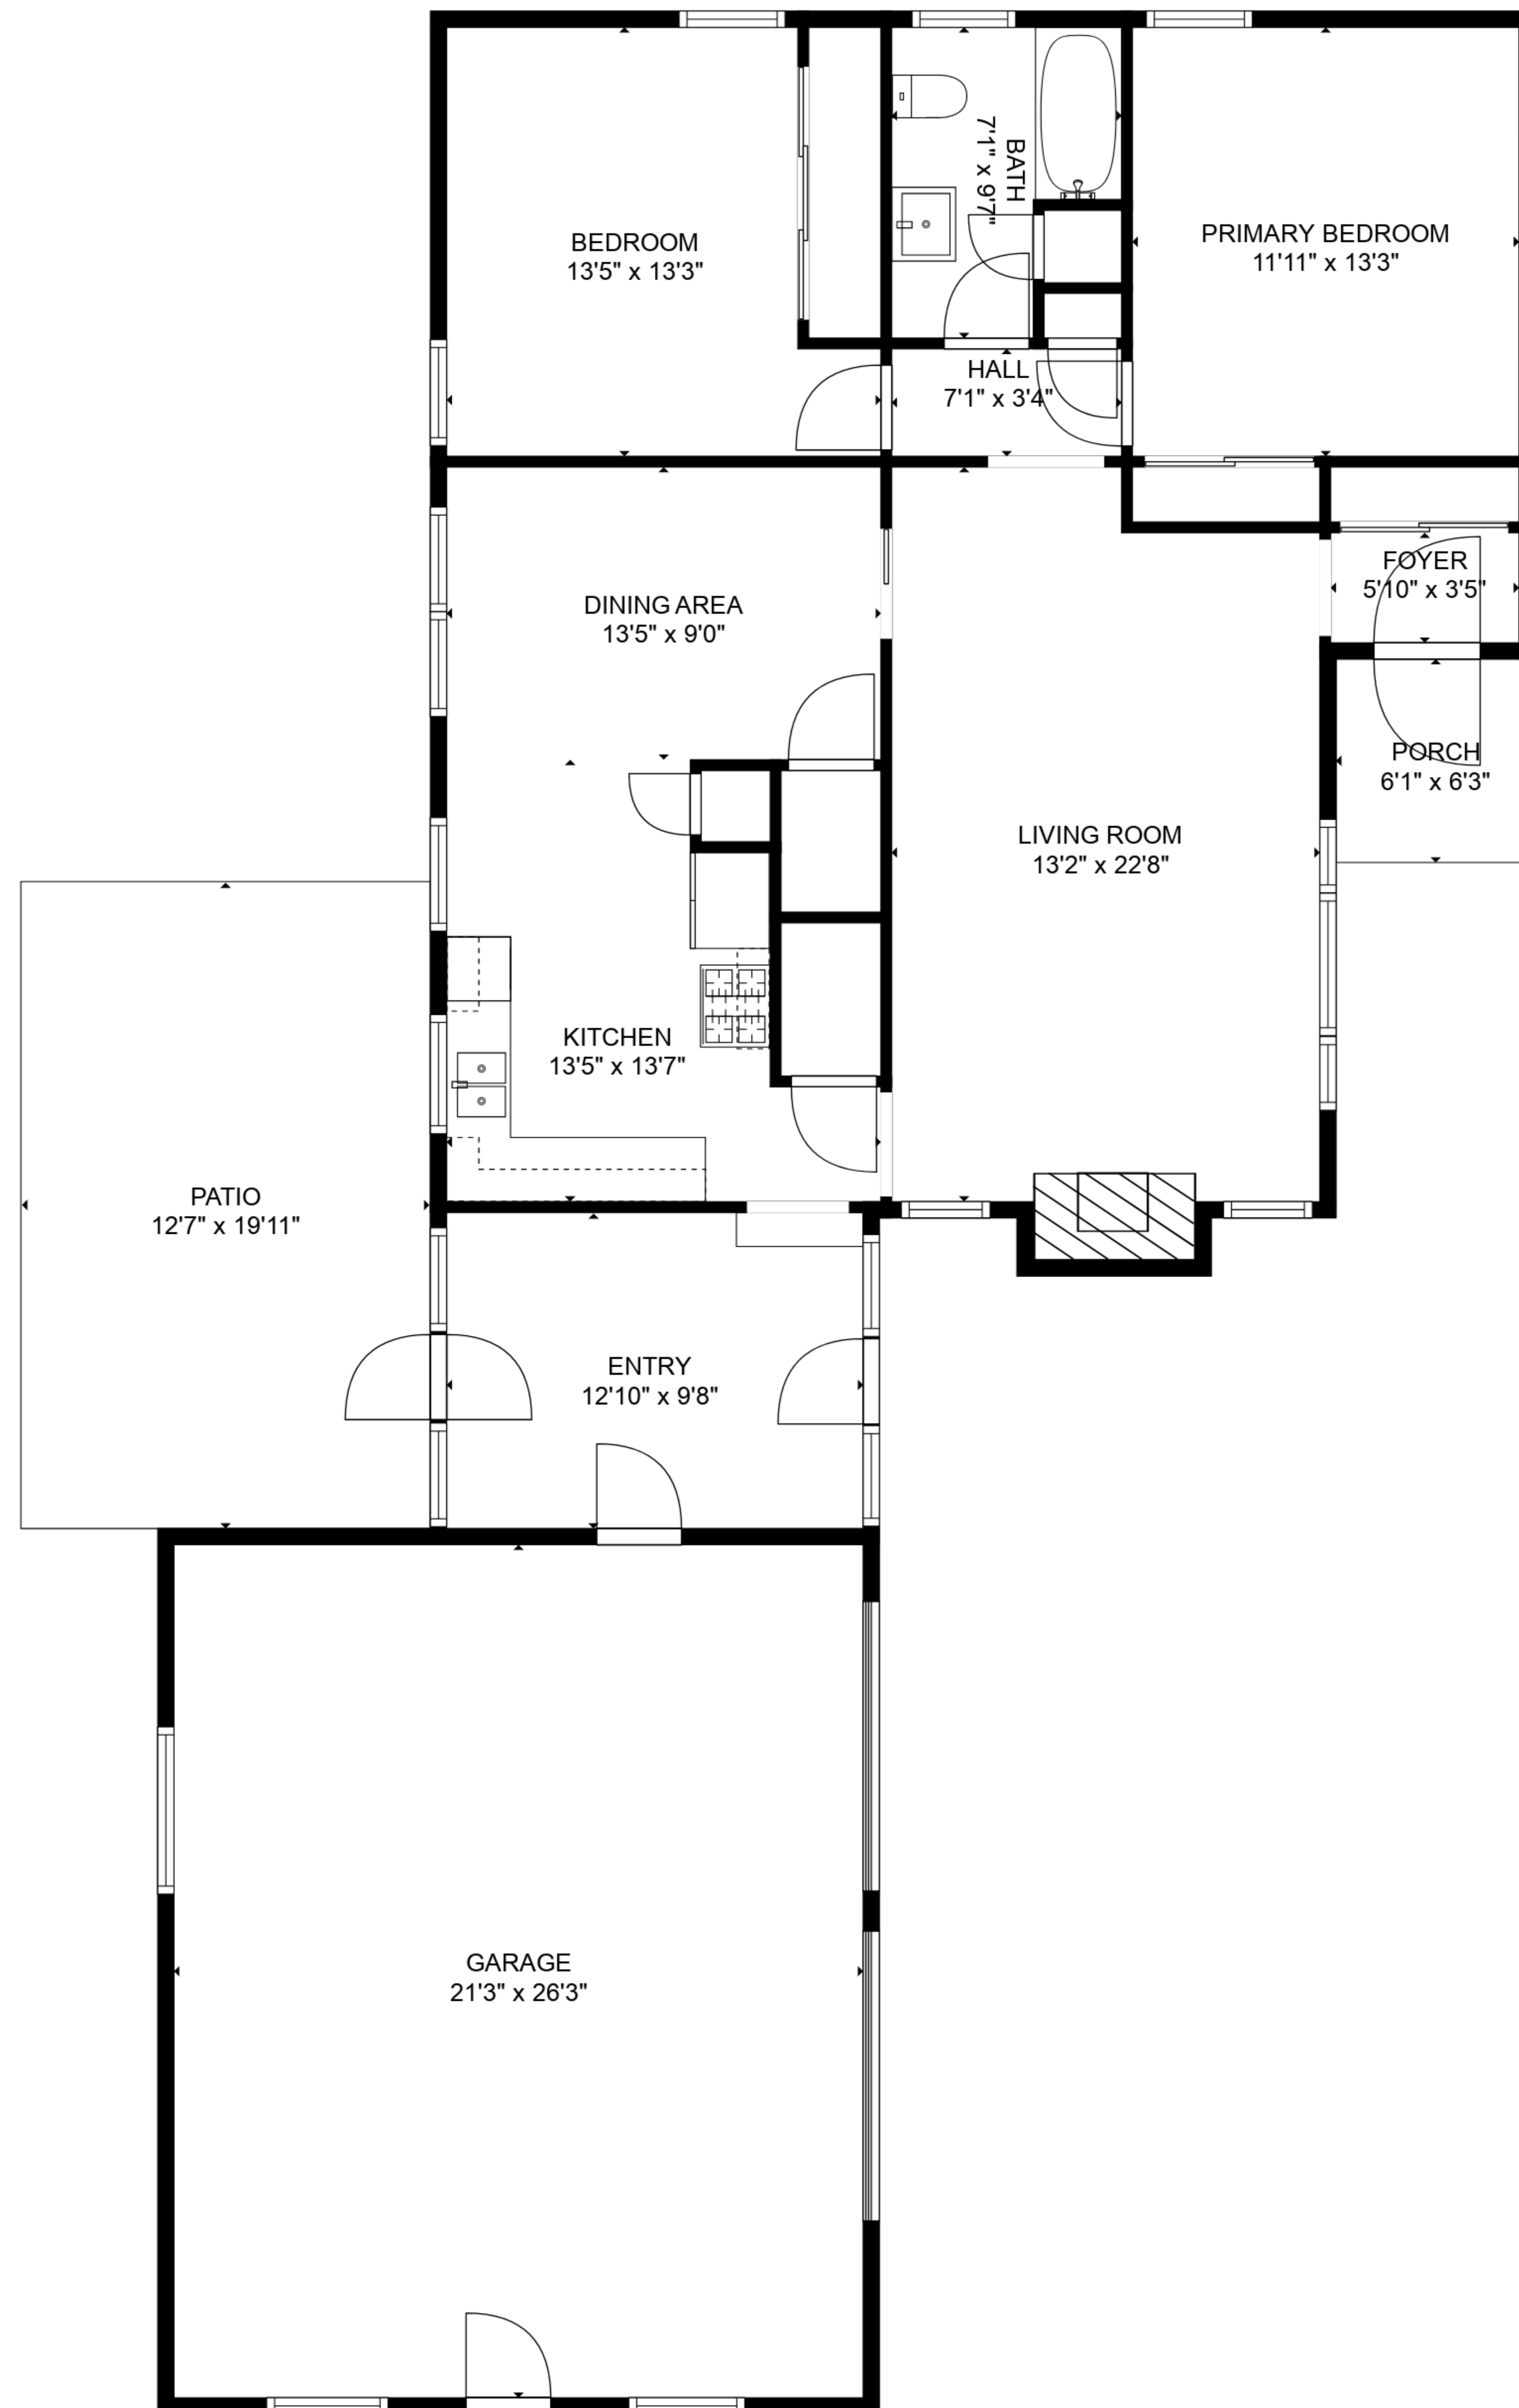 BEDROOM
13'5" x 13'3"
BATH
7'1" x 9'7"
PRIMARY BEDROOM
11'11" x 13'3"
HALL
7'1" x 3'4"
DINING AREA
13'5" x 9'0"
FOYER
5'10" x 3'5"
PORCH
6'1" x 6'3"
LIVING ROOM
13'2" x 22'8"
KITCHEN
13'5" x 13'7"
PATIO
12'7" x 19'11"
ENTRY
12'10" x 9'8"
GARAGE
21'3" x 26'3"